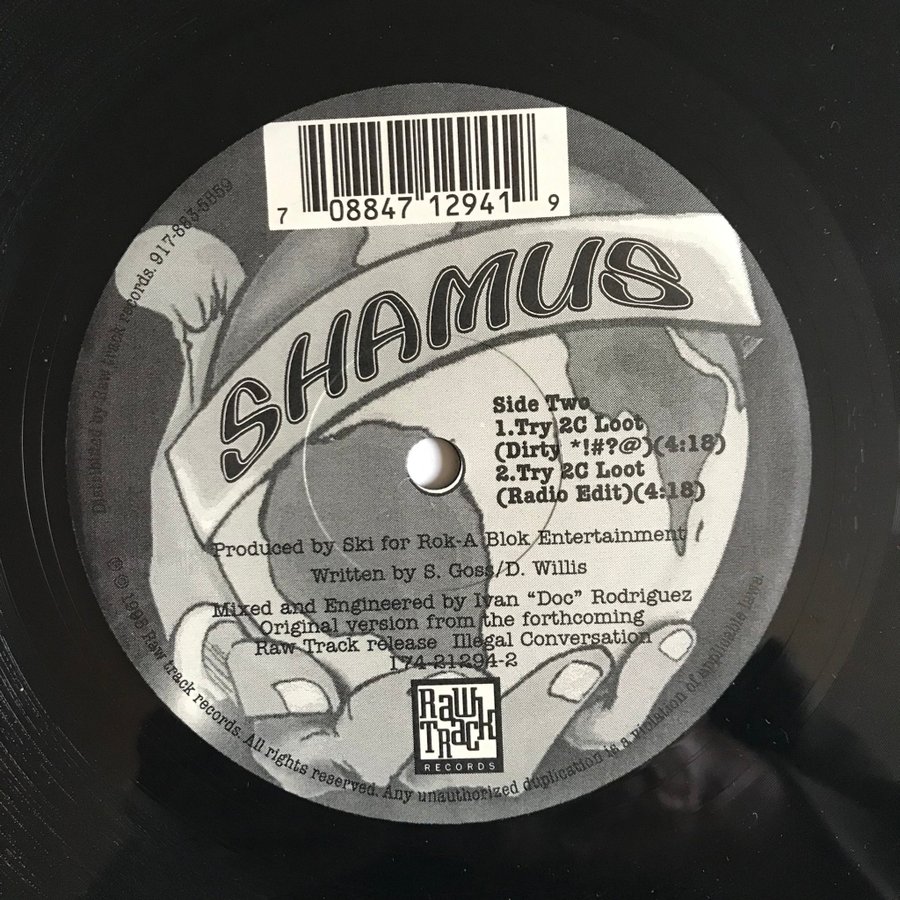 7 08847 12941 9
SHAMUS
Side Two
1.Try 2C Loot
(Dirty *!#?@)(4:18)
2.Try 2C Loot
(Radio Edit)(4:18)
Produced by Ski for Rok-A Blok Entertainment
Written by S. Goss/D. Willis
Mixed and Engineered by Ivan "Doc" Rodriguez
Original version from the forthcoming
Raw Track release Illegal Conversation
174-21294-2
RAW
TRACK
RECORDS
Distributed by Raw track records.
℗ © 1995 Raw track records. All rights reserved. Any unauthorized duplication is a violation of applicable laws.